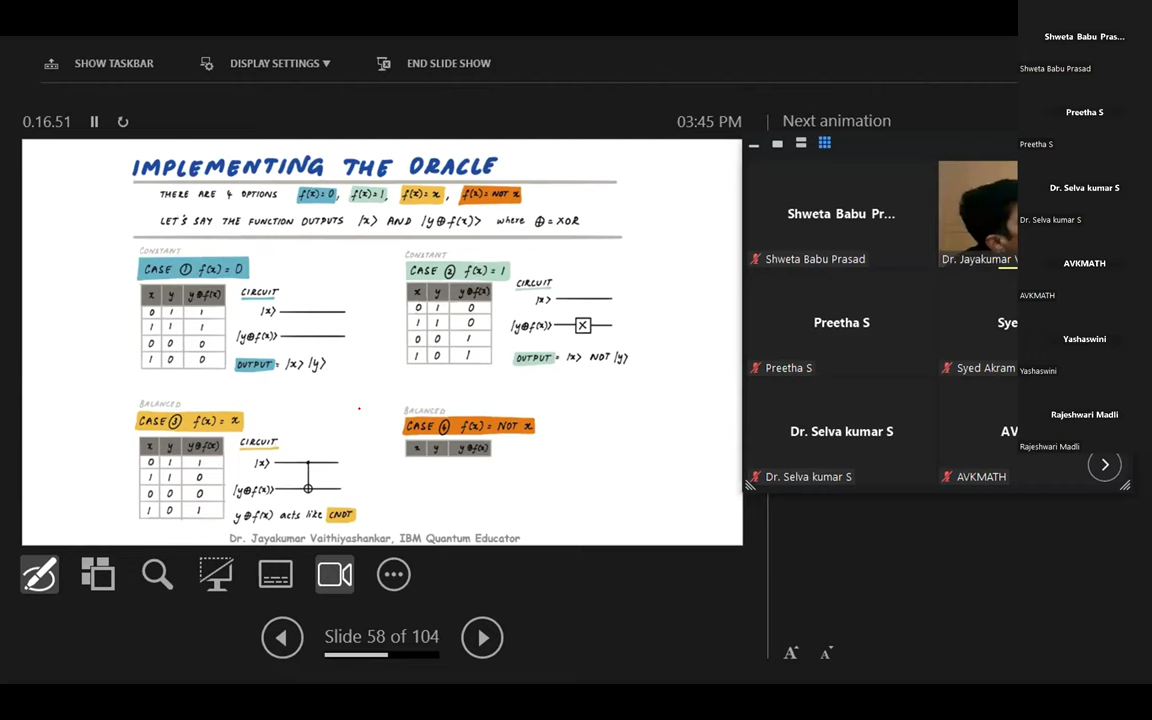 SHOW TASKBAR
DISPLAY SETTINGS ▼
END SLIDE SHOW
0.16.51
03:45 PM
Next animation
IMPLEMENTING THE ORACLE
THERE ARE 4 OPTIONS f(x)=0, f(x)=1, f(x)=x, f(x)=NOT x
LET'S SAY THE FUNCTION OUTPUTS |x> AND |y⊕f(x)> where ⊕ = XOR
CONSTANT
CASE ① f(x)=0
x y y⊕f(x)
0 1 1
1 1 1
0 0 0
1 0 0
CIRCUIT
|x>
|y⊕f(x)>
OUTPUT = |x> |y>
CONSTANT
CASE ② f(x)=1
x y y⊕f(x)
0 1 0
1 1 0
0 0 1
1 0 1
CIRCUIT
|x>
|y⊕f(x)> X
OUTPUT = |x> NOT |y>
BALANCED
CASE ③ f(x)=x
x y y⊕f(x)
0 1 1
1 1 0
0 0 0
1 0 1
CIRCUIT
|x>
|y⊕f(x)>
y⊕f(x) acts like CNOT
BALANCED
CASE ④ f(x)=NOT x
x y y⊕f(x)
Dr. Jayakumar Vaithiyashankar, IBM Quantum Educator
Slide 58 of 104
Shweta Babu Pr...
Shweta Babu Prasad
Dr. Jayakumar V
Preetha S
Preetha S
Sye
Syed Akram
Dr. Selva kumar S
Dr. Selva kumar S
AV
AVKMATH
Shweta Babu Pras...
Shweta Babu Prasad
Preetha S
Preetha S
Dr. Selva kumar S
Dr. Selva kumar S
AVKMATH
AVKMATH
Yashaswini
Yashaswini
Rajeshwari Madli
Rajeshwari Madli
A A